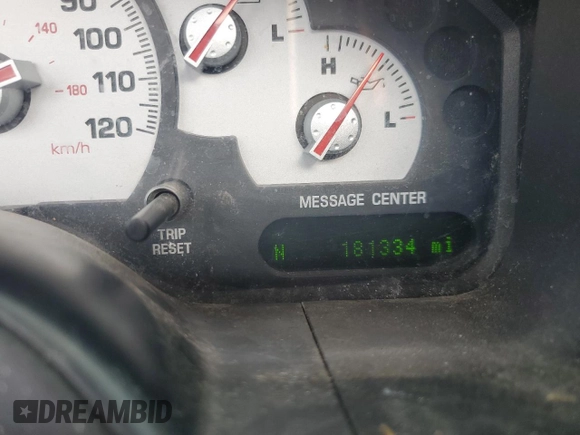 90
100
110
120
140
180
km/h
L
H
L
MESSAGE CENTER
TRIP
RESET
N 181334 mi
DREAMBID